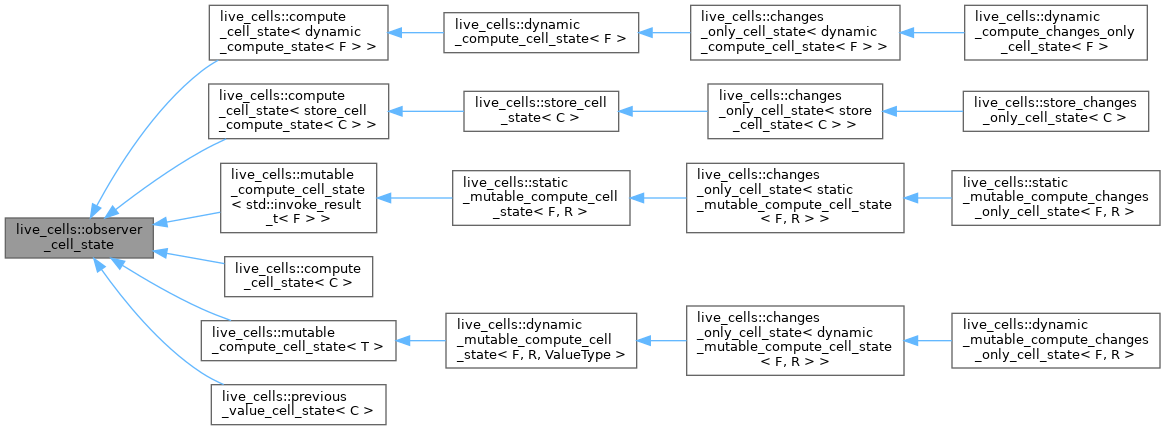 live_cells::compute
_cell_state< dynamic
_compute_state< F > >
live_cells::dynamic
_compute_cell_state< F >
live_cells::changes
_only_cell_state< dynamic
_compute_cell_state< F > >
live_cells::dynamic
_compute_changes_only
_cell_state< F >
live_cells::compute
_cell_state< store_cell
_compute_state< C > >
live_cells::store_cell
_state< C >
live_cells::changes
_only_cell_state< store
_cell_state< C > >
live_cells::store_changes
_only_cell_state< C >
live_cells::mutable
_compute_cell_state
< std::invoke_result
_t< F > >
live_cells::static
_mutable_compute_cell
_state< F, R >
live_cells::changes
_only_cell_state< static
_mutable_compute_cell_state
< F, R > >
live_cells::static
_mutable_compute_changes
_only_cell_state< F, R >
live_cells::observer
_cell_state
live_cells::compute
_cell_state< C >
live_cells::mutable
_compute_cell_state< T >
live_cells::dynamic
_mutable_compute_cell
_state< F, R, ValueType >
live_cells::changes
_only_cell_state< dynamic
_mutable_compute_cell_state
< F, R > >
live_cells::dynamic
_mutable_compute_changes
_only_cell_state< F, R >
live_cells::previous
_value_cell_state< C >